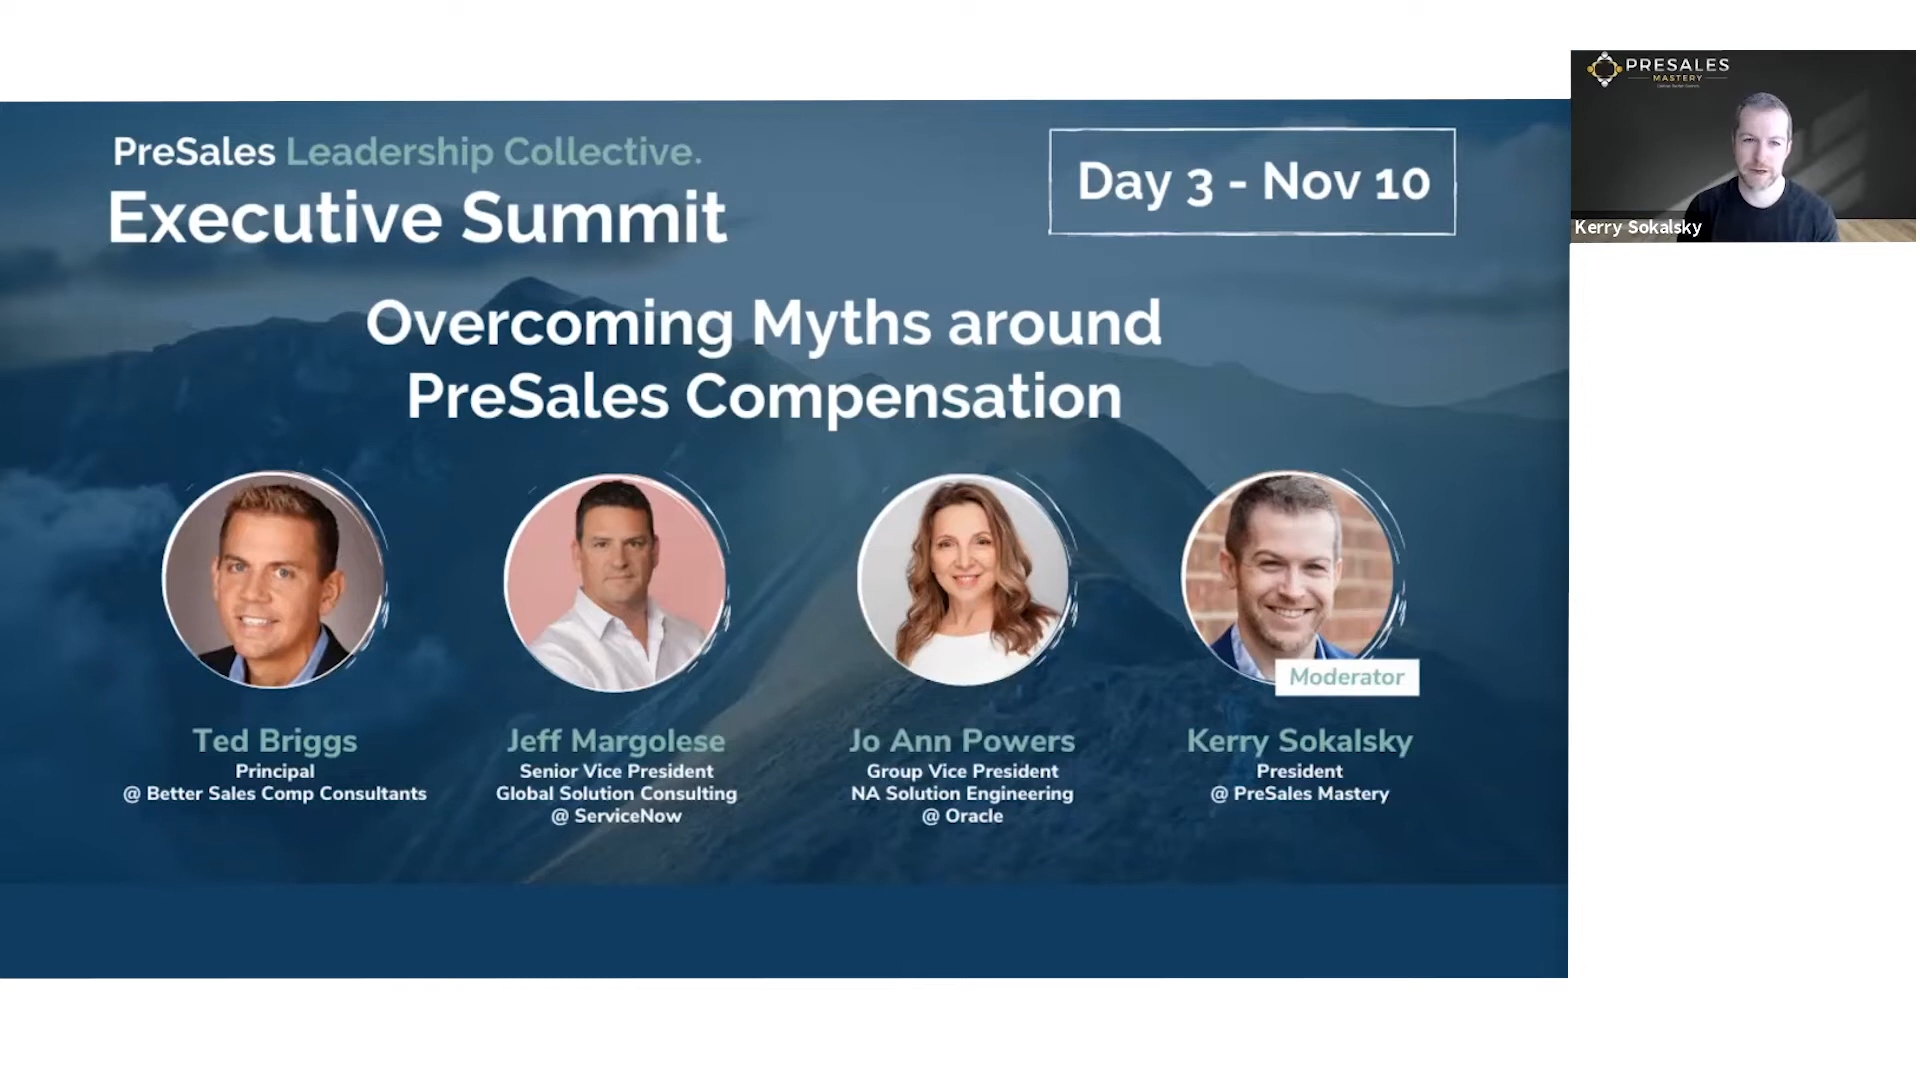 PreSales Leadership Collective.
Executive Summit
Day 3 - Nov 10
Overcoming Myths around
PreSales Compensation
Moderator
Ted Briggs
Principal
@ Better Sales Comp Consultants
Jeff Margolese
Senior Vice President
Global Solution Consulting
@ ServiceNow
Jo Ann Powers
Group Vice President
NA Solution Engineering
@ Oracle
Kerry Sokalsky
President
@ PreSales Mastery
PRESALES
MASTERY
Kerry Sokalsky